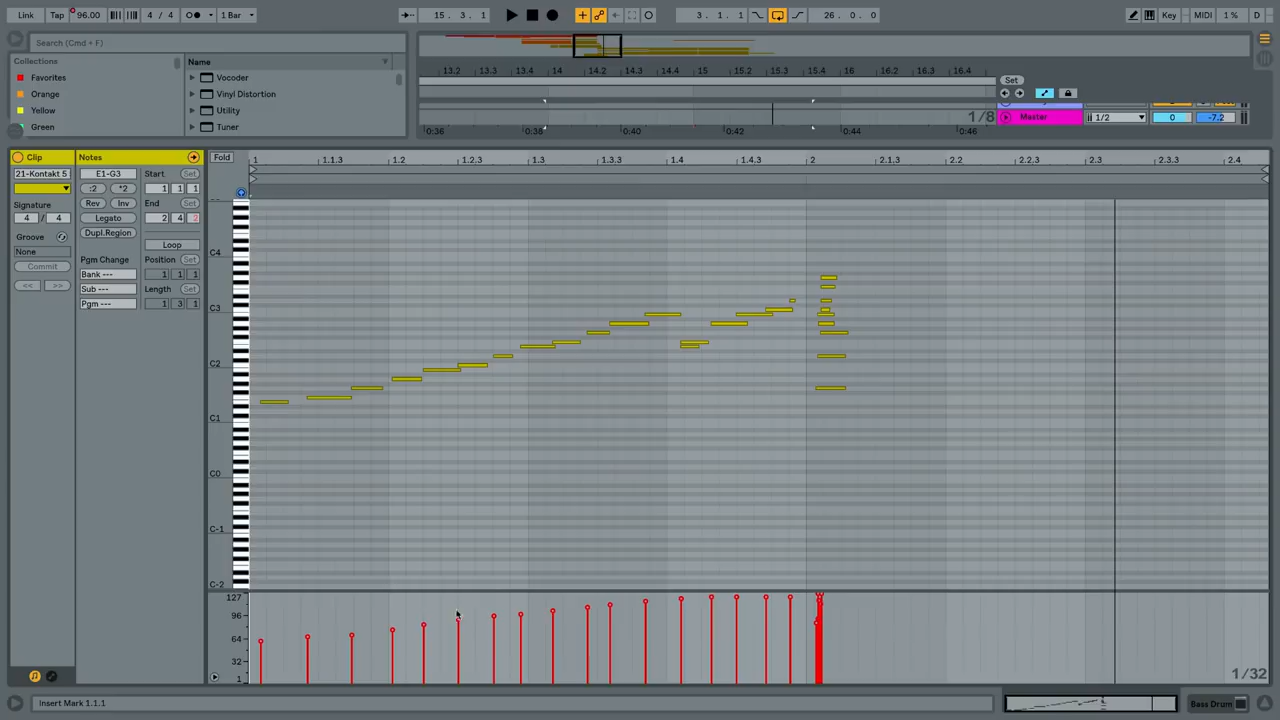 Link Tap 96.00 4 / 4 1 Bar 15. 3. 1 3. 1. 1 26. 0. 0 Key MIDI 1 % D
Search (Cmd + F)
Collections Name
Favorites Vocoder
Orange Vinyl Distortion
Yellow Utility
Green Tuner
13.2 13.3 13.4 14 14.2 14.3 14.4 15 15.2 15.3 15.4 16 16.2 16.3 16.4 Set
1/8 Master 1/2 0 -7.2
0:36 0:38 0:40 0:42 0:44 0:46
Clip Notes Fold 1 1.1.3 1.2 1.2.3 1.3 1.3.3 1.4 1.4.3 2 2.1.3 2.2 2.2.3 2.3 2.3.3 2.4
21-Kontakt 5 E1-G3 Start Set
:2 *2 1 1 1
Rev Inv End Set
Signature Legato 2 4 2
4 / 4 Dupl.Region
Groove Loop
None Pgm Change Position
Commit Bank --- 1 1 1
<< >> Sub --- Length Set
Pgm --- 1 3 1
C4
C3
C2
C1
C0
C-1
C-2
127
96
64
32
1
1/32
Insert Mark 1.1.1 Bass Drum